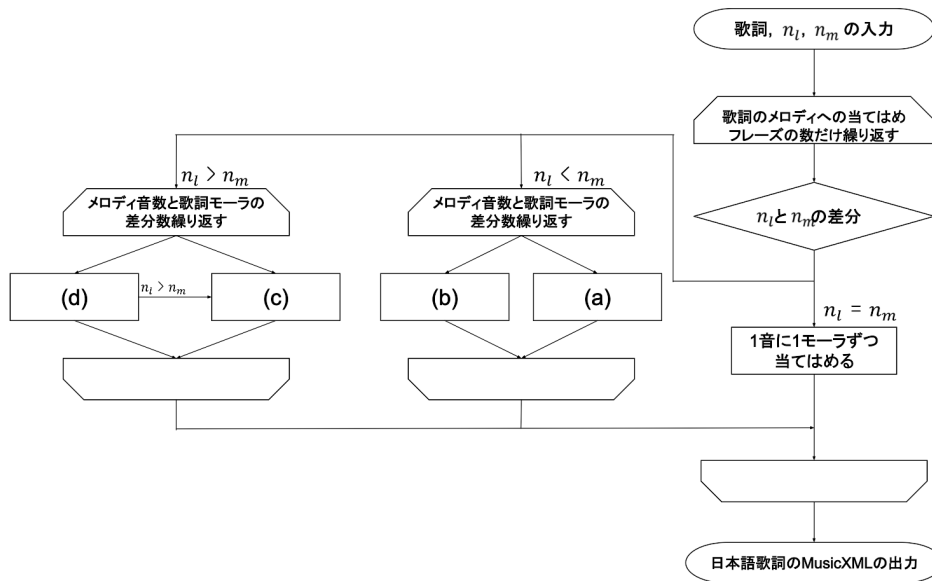 歌詞, n_l, n_m の入力
歌詞のメロディへの当てはめ
フレーズの数だけ繰り返す
n_lとn_mの差分
n_l > n_m
n_l < n_m
メロディ音数と歌詞モーラの
差分数繰り返す
メロディ音数と歌詞モーラの
差分数繰り返す
(d)
n_l > n_m
(c)
(b)
(a)
n_l = n_m
1音に1モーラずつ
当てはめる
日本語歌詞のMusicXMLの出力